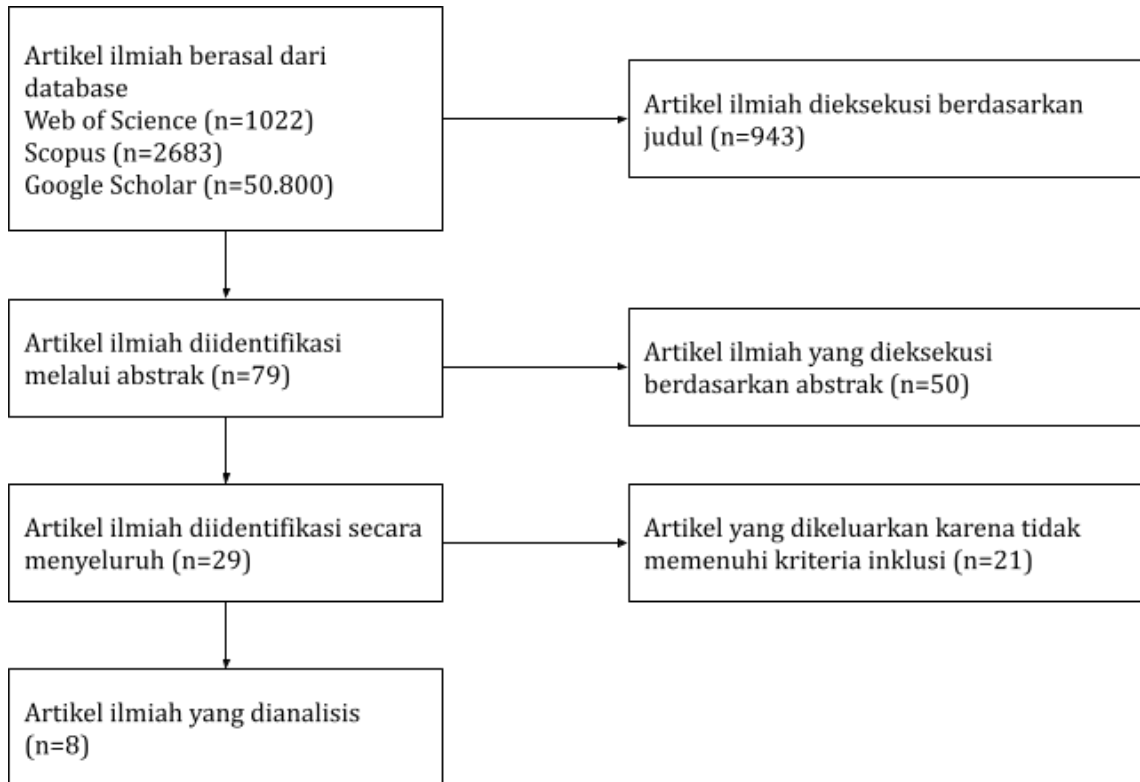 Artikel ilmiah berasal dari
database
Web of Science (n=1022)
Scopus (n=2683)
Google Scholar (n=50.800)
Artikel ilmiah dieksekusi berdasarkan
judul (n=943)
Artikel ilmiah diidentifikasi
melalui abstrak (n=79)
Artikel ilmiah yang dieksekusi
berdasarkan abstrak (n=50)
Artikel ilmiah diidentifikasi secara
menyeluruh (n=29)
Artikel yang dikeluarkan karena tidak
memenuhi kriteria inklusi (n=21)
Artikel ilmiah yang dianalisis
(n=8)